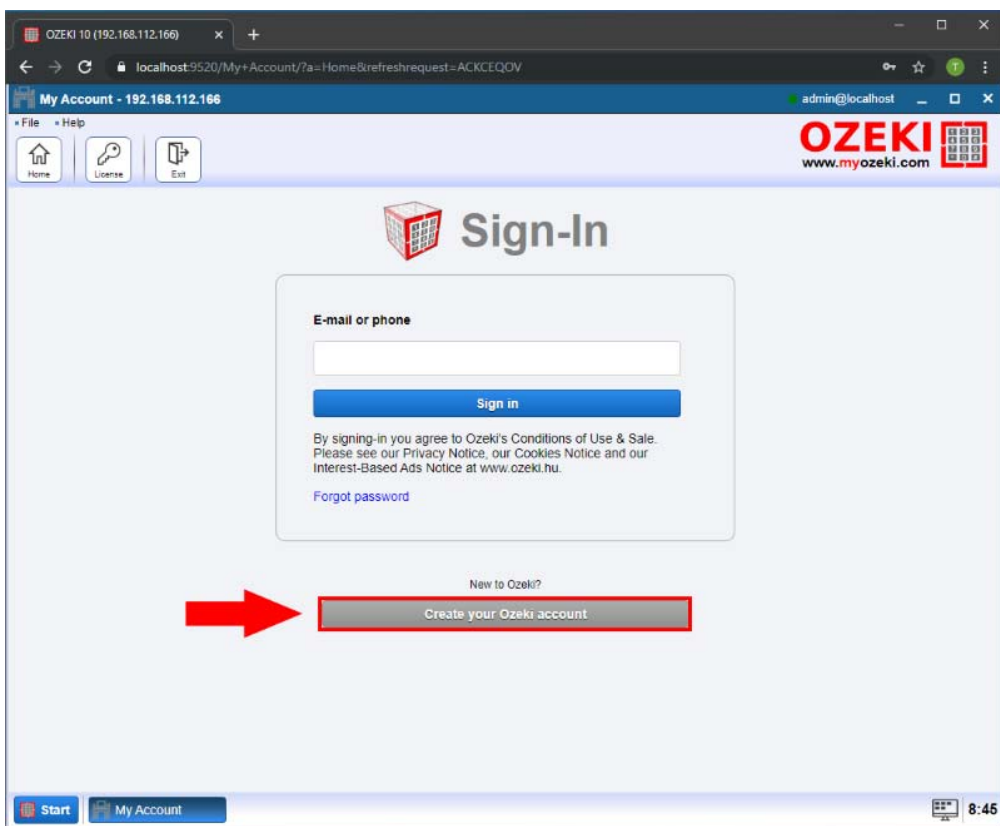 OZEKI 10 (192.168.112.166)
localhost:9520/My+Account/?a=Home&refreshrequest=ACKCEQOV
T
My Account - 192.168.112.166
admin@localhost
File Help
Home License Exit
OZEKI
www.myozeki.com
Sign-In
E-mail or phone
Sign in
By signing-in you agree to Ozeki's Conditions of Use & Sale.
Please see our Privacy Notice, our Cookies Notice and our
Interest-Based Ads Notice at www.ozeki.hu.
Forgot password
New to Ozeki?
Create your Ozeki account
Start My Account 8:45